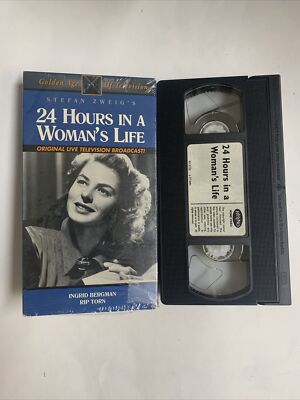 Golden Age Of Television
STEFAN ZWEIG'S
24 HOURS IN A
WOMAN'S LIFE
ORIGINAL LIVE TELEVISION BROADCAST!
INGRID BERGMAN
RIP TORN
24 Hours in a
Woman's Life